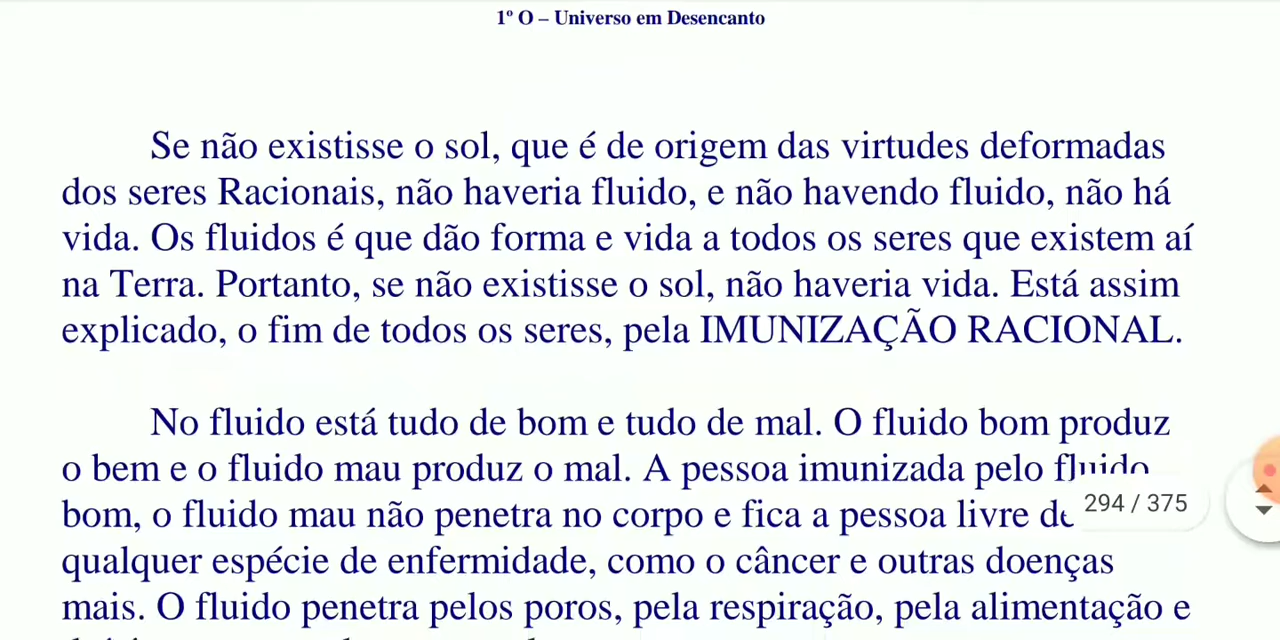 1º O – Universo em Desencanto
Se não existisse o sol, que é de origem das virtudes deformadas
dos seres Racionais, não haveria fluido, e não havendo fluido, não há
vida. Os fluidos é que dão forma e vida a todos os seres que existem aí
na Terra. Portanto, se não existisse o sol, não haveria vida. Está assim
explicado, o fim de todos os seres, pela IMUNIZAÇÃO RACIONAL.
No fluido está tudo de bom e tudo de mal. O fluido bom produz
o bem e o fluido mau produz o mal. A pessoa imunizada pelo fluido
bom, o fluido mau não penetra no corpo e fica a pessoa livre de
294 / 375
qualquer espécie de enfermidade, como o câncer e outras doenças
mais. O fluido penetra pelos poros, pela respiração, pela alimentação e